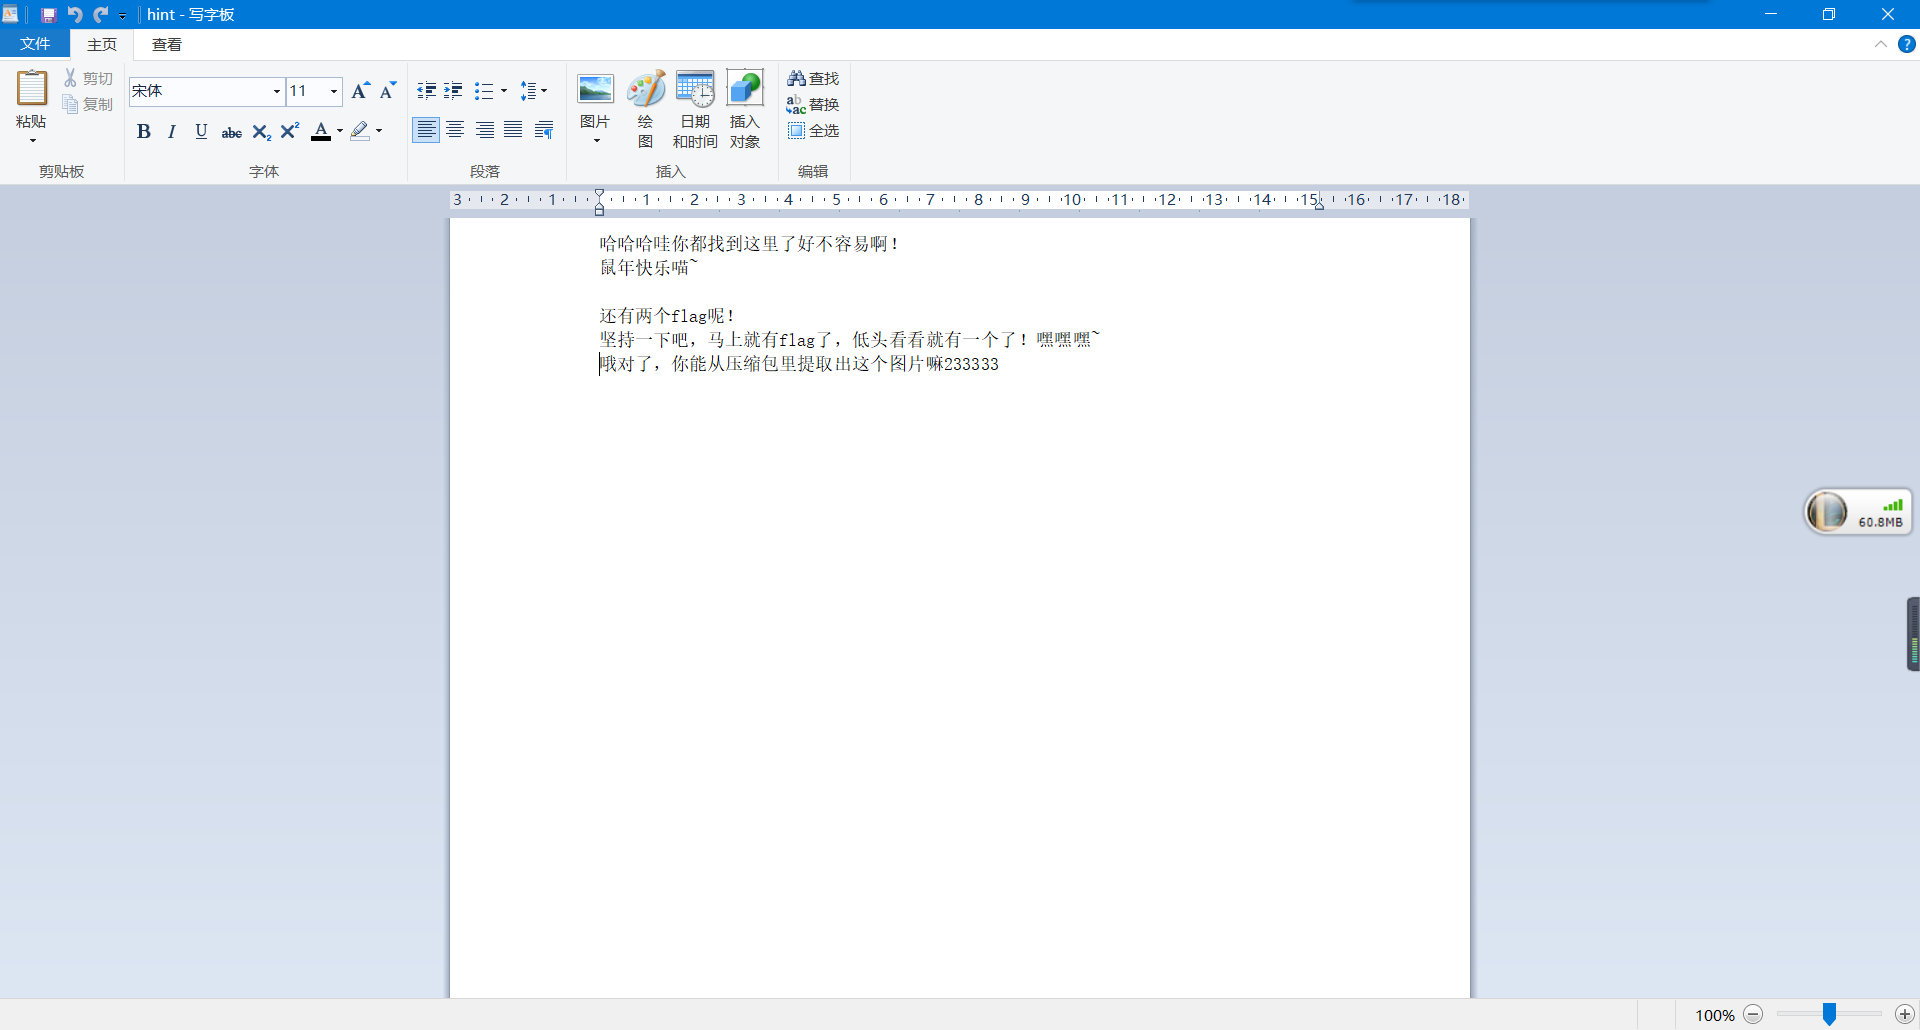 hint - 写字板
文件 主页 查看
粘贴
剪切
复制
剪贴板
宋体 11
B I U abc X₂ X² A
字体
段落
图片
绘图
日期和时间
插入对象
插入
查找
替换
全选
编辑
3 2 1 1 2 3 4 5 6 7 8 9 10 11 12 13 14 15 16 17 18
哈哈哈哇你都找到这里了好不容易啊!
鼠年快乐喵~
还有两个flag呢!
坚持一下吧, 马上就有flag了, 低头看看就有一个了! 嘿嘿嘿~
哦对了, 你能从压缩包里提取出这个图片嘛233333
60.8MB
100%